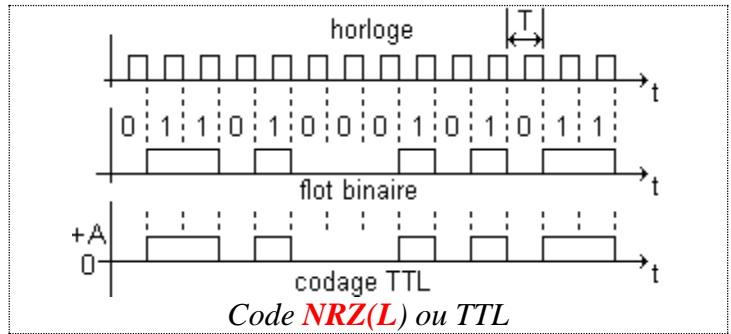 horloge
T
t
0 1 1 0 1 0 0 0 1 0 1 0 1 1
flot binaire
t
+A
0
codage TTL
t
Code NRZ(L) ou TTL